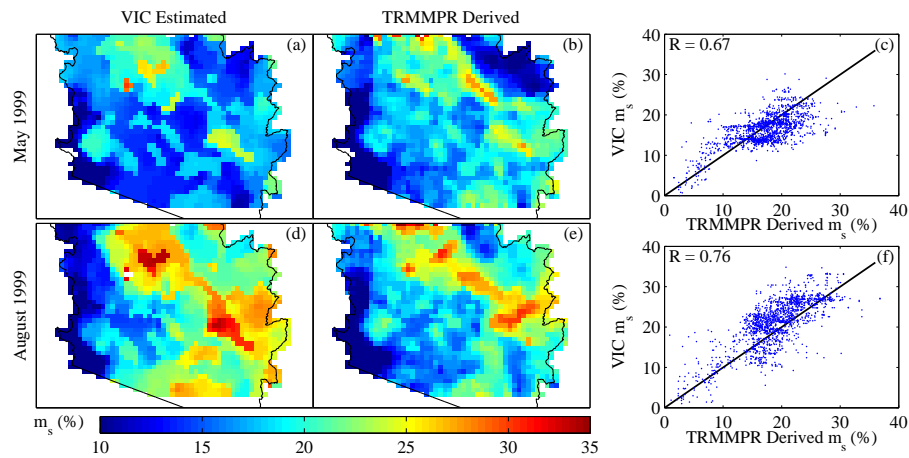 VIC Estimated
TRMMPR Derived
May 1999
(a)
(b)
R = 0.67
(c)
40
30
20
10
0
VIC m_s (%)
0 10 20 30 40
TRMMPR Derived m_s (%)
August 1999
(d)
(e)
R = 0.76
(f)
40
30
20
10
0
VIC m_s (%)
0 10 20 30 40
TRMMPR Derived m_s (%)
m_s (%)
10 15 20 25 30 35